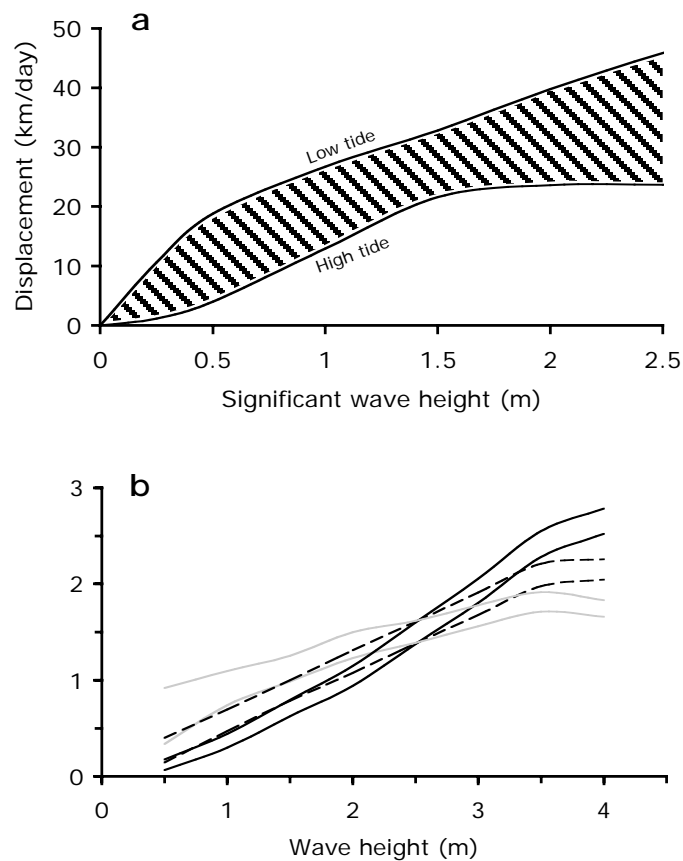 a
50
40
30
20
10
0
Displacement (km/day)
Low tide
High tide
0 0.5 1 1.5 2 2.5
Significant wave height (m)
b
3
2
1
0
0 1 2 3 4
Wave height (m)